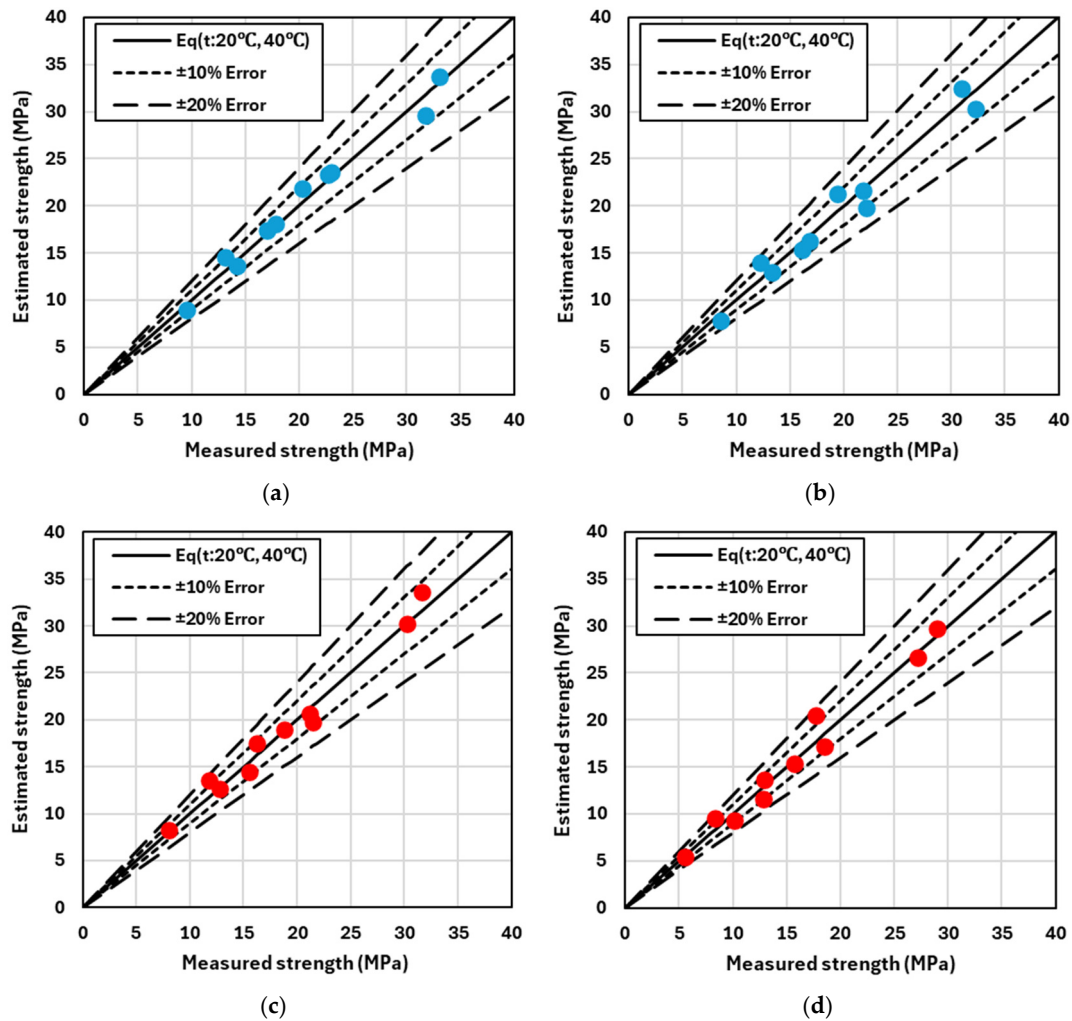 Estimated strength (MPa)
40
35
30
25
20
15
10
5
0
Eq(t:20℃, 40℃)
±10% Error
±20% Error
0 5 10 15 20 25 30 35 40
Measured strength (MPa)
(a)
Estimated strength (MPa)
40
35
30
25
20
15
10
5
0
Eq(t:20℃, 40℃)
±10% Error
±20% Error
0 5 10 15 20 25 30 35 40
Measured strength (MPa)
(b)
Estimated strength (MPa)
40
35
30
25
20
15
10
5
0
Eq(t:20℃, 40℃)
±10% Error
±20% Error
0 5 10 15 20 25 30 35 40
Measured strength (MPa)
(c)
Estimated strength (MPa)
40
35
30
25
20
15
10
5
0
Eq(t:20℃, 40℃)
±10% Error
±20% Error
0 5 10 15 20 25 30 35 40
Measured strength (MPa)
(d)